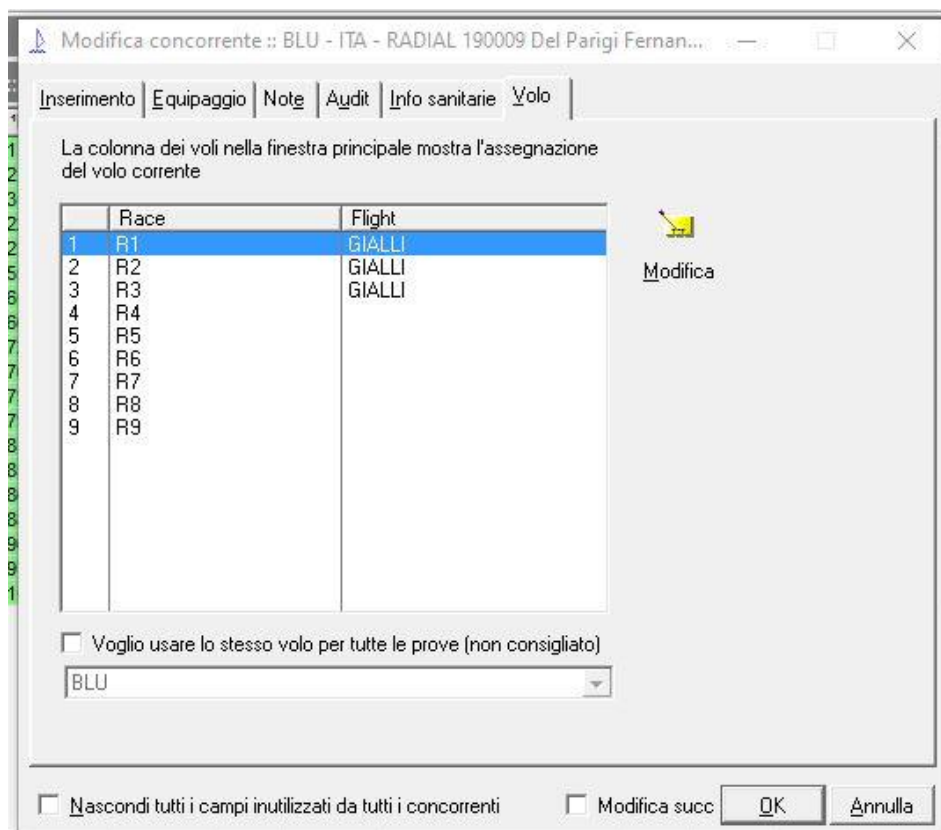 Modifica concorrente :: BLU - ITA - RADIAL 190009 Del Parigi Fernan...
Inserimento Equipaggio Note Audit Info sanitarie Volo
La colonna dei voli nella finestra principale mostra l'assegnazione
del volo corrente
Race Flight
1 R1 GIALLI
2 R2 GIALLI
3 R3 GIALLI
4 R4
5 R5
6 R6
7 R7
8 R8
9 R9
Modifica
Voglio usare lo stesso volo per tutte le prove (non consigliato)
BLU
Nascondi tutti i campi inutilizzati da tutti i concorrenti Modifica succ OK Annulla